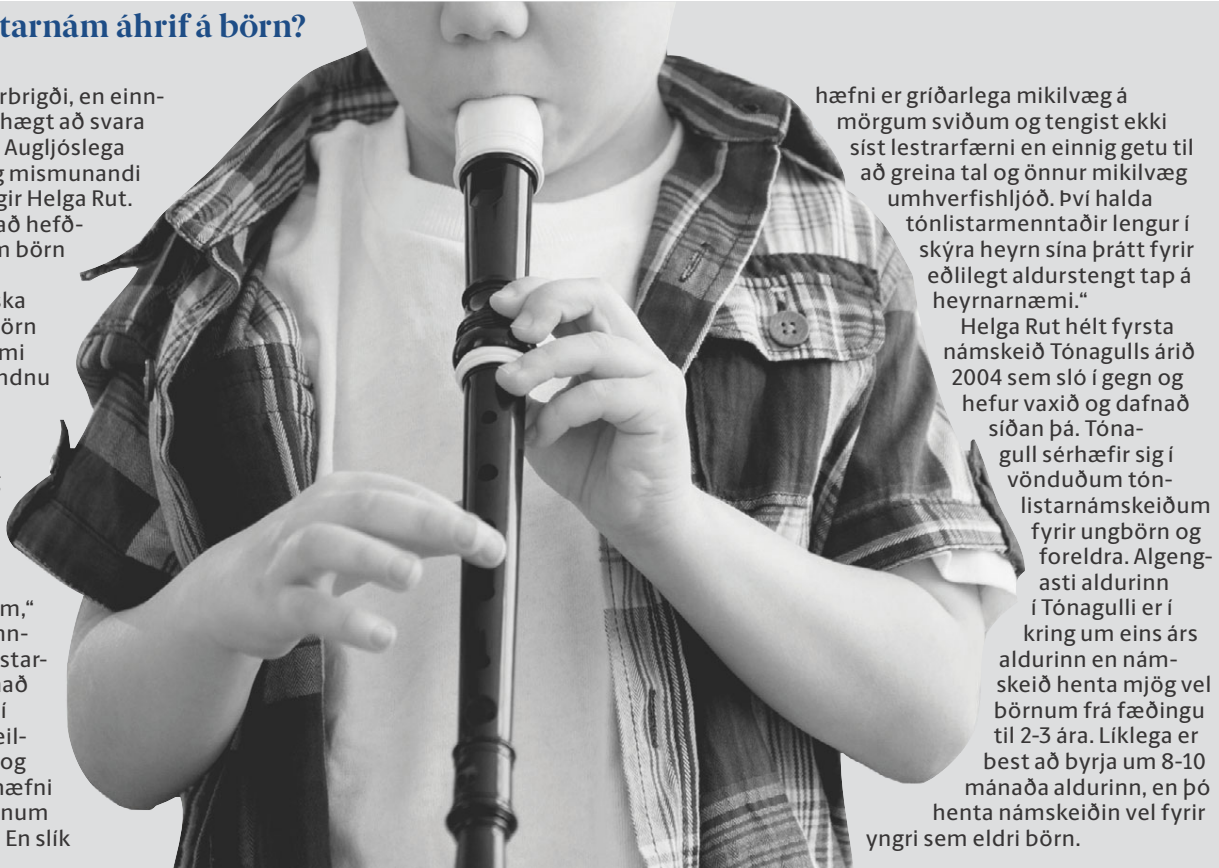 tarnám áhrif á börn?
rbrigði, en einn-
hægt að svara
Augljóslega
g mismunandi
gir Helga Rut.
að hefð-
m börn
ska
örn
mi
ndnu
m,“
nn-
star-
að
í
eil-
og
hæfni
num
En slík
hæfni er gríðarlega mikilvæg á
mörgum sviðum og tengist ekki
síst lestrarfærni en einnig getu til
að greina tal og önnur mikilvæg
umhverfishljóð. Því halda
tónlistarmenntaðir lengur í
skýra heyrn sína þrátt fyrir
eðlilegt aldurstengt tap á
heyrnarnæmi.“
Helga Rut hélt fyrsta
námskeið Tónagulls árið
2004 sem sló í gegn og
hefur vaxið og dafnað
síðan þá. Tóna-
gull sérhæfir sig í
vönduðum tón-
listarnámskeiðum
fyrir ungbörn og
foreldra. Algeng-
asti aldurinn
í Tónagulli er í
kring um eins árs
aldurinn en nám-
skeið henta mjög vel
börnum frá fæðingu
til 2-3 ára. Líklega er
best að byrja um 8-10
mánaða aldurinn, en þó
henta námskeiðin vel fyrir
yngri sem eldri börn.